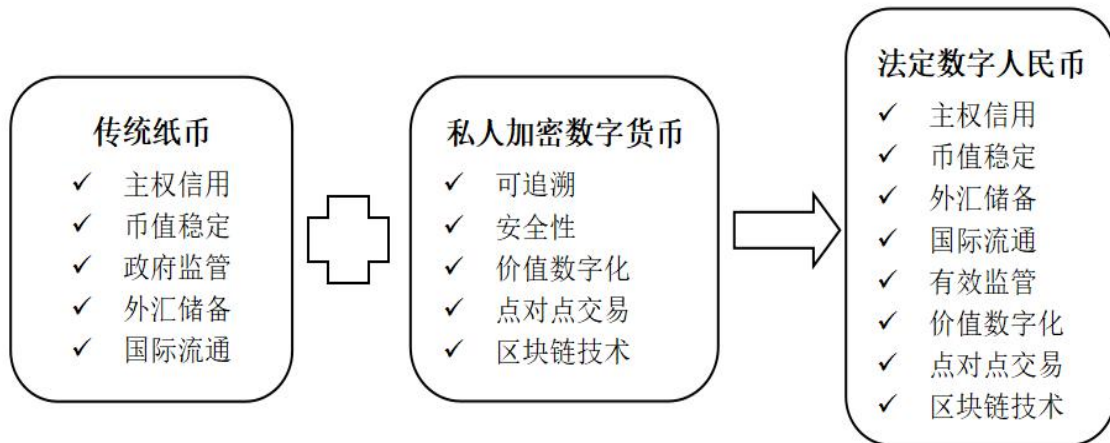 传统纸币
✓ 主权信用
✓ 币值稳定
✓ 政府监管
✓ 外汇储备
✓ 国际流通
私人加密数字货币
✓ 可追溯
✓ 安全性
✓ 价值数字化
✓ 点对点交易
✓ 区块链技术
法定数字人民币
✓ 主权信用
✓ 币值稳定
✓ 外汇储备
✓ 国际流通
✓ 有效监管
✓ 价值数字化
✓ 点对点交易
✓ 区块链技术